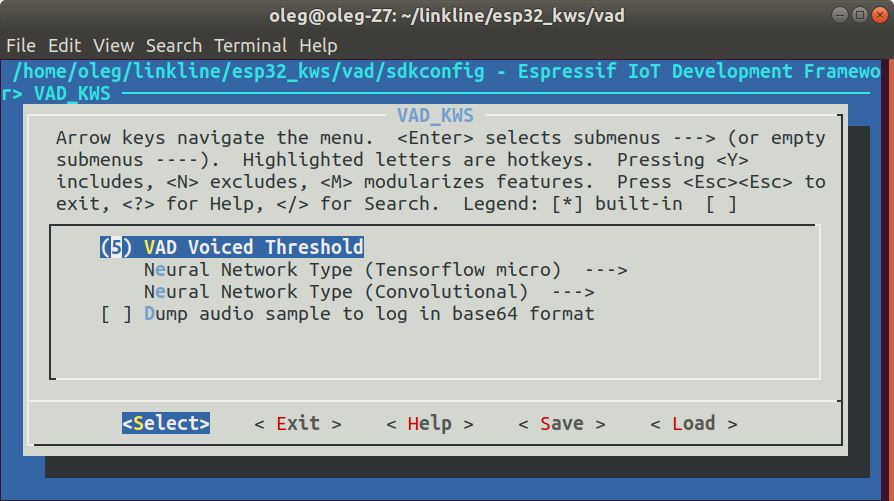 oleg@oleg-Z7: ~/linkline/esp32_kws/vad
File Edit View Search Terminal Help
/home/oleg/linkline/esp32_kws/vad/sdkconfig - Espressif IoT Development Framewo
r> VAD_KWS
VAD_KWS
Arrow keys navigate the menu.  <Enter> selects submenus ---> (or empty
submenus ----).  Highlighted letters are hotkeys.  Pressing <Y>
includes, <N> excludes, <M> modularizes features.  Press <Esc><Esc> to
exit, <?> for Help, </> for Search.  Legend: [*] built-in  [ ]
(5) VAD Voiced Threshold
Neural Network Type (Tensorflow micro)  --->
Neural Network Type (Convolutional)  --->
[ ] Dump audio sample to log in base64 format
<Select>    < Exit >    < Help >    < Save >    < Load >